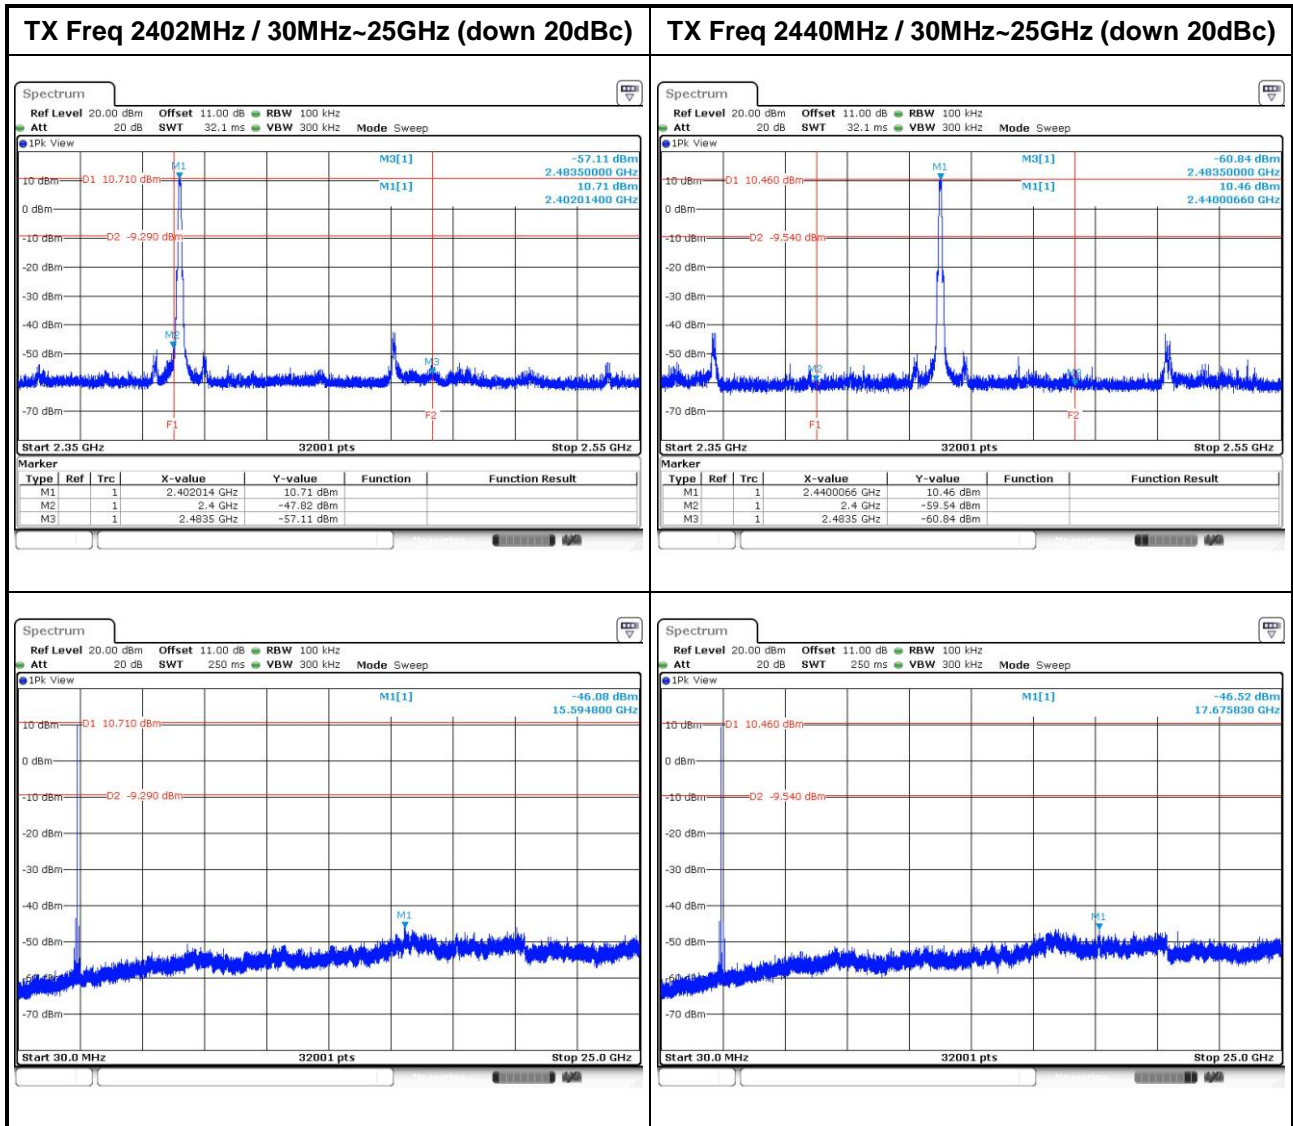 TX Freq 2402MHz / 30MHz~25GHz (down 20dBc)
TX Freq 2440MHz / 30MHz~25GHz (down 20dBc)
Spectrum
Ref Level 20.00 dBm Offset 11.00 dB RBW 100 kHz
Att 20 dB SWT 32.1 ms VBW 300 kHz Mode Sweep
1Pk View
M3[1] -57.11 dBm
2.48350000 GHz
M1[1] 10.71 dBm
2.40201400 GHz
M1
10 dBm
D1 10.710 dBm
0 dBm
-10 dBm
D2 -9.290 dBm
-20 dBm
-30 dBm
-40 dBm
M2
-50 dBm
M3
-70 dBm
F1
F2
Start 2.35 GHz 32001 pts Stop 2.55 GHz
Marker
Type Ref Trc X-value Y-value Function Function Result
M1 1 2.402014 GHz 10.71 dBm
M2 1 2.4 GHz -47.82 dBm
M3 1 2.4835 GHz -57.11 dBm
Spectrum
Ref Level 20.00 dBm Offset 11.00 dB RBW 100 kHz
Att 20 dB SWT 32.1 ms VBW 300 kHz Mode Sweep
1Pk View
M3[1] -60.84 dBm
2.48350000 GHz
M1[1] 10.46 dBm
2.44000660 GHz
M1
10 dBm
D1 10.460 dBm
0 dBm
-10 dBm
D2 -9.540 dBm
-20 dBm
-30 dBm
-40 dBm
-50 dBm
M2
-70 dBm
F1
F2
Start 2.35 GHz 32001 pts Stop 2.55 GHz
Marker
Type Ref Trc X-value Y-value Function Function Result
M1 1 2.4400066 GHz 10.46 dBm
M2 1 2.4 GHz -59.54 dBm
M3 1 2.4835 GHz -60.84 dBm
Spectrum
Ref Level 20.00 dBm Offset 11.00 dB RBW 100 kHz
Att 20 dB SWT 250 ms VBW 300 kHz Mode Sweep
1Pk View
M1[1] -46.08 dBm
15.594800 GHz
10 dBm
D1 10.710 dBm
0 dBm
-10 dBm
D2 -9.290 dBm
-20 dBm
-30 dBm
-40 dBm
M1
-50 dBm
-70 dBm
Start 30.0 MHz 32001 pts Stop 25.0 GHz
Spectrum
Ref Level 20.00 dBm Offset 11.00 dB RBW 100 kHz
Att 20 dB SWT 250 ms VBW 300 kHz Mode Sweep
1Pk View
M1[1] -46.52 dBm
17.675830 GHz
10 dBm
D1 10.460 dBm
0 dBm
-10 dBm
D2 -9.540 dBm
-20 dBm
-30 dBm
-40 dBm
M1
-50 dBm
-70 dBm
Start 30.0 MHz 32001 pts Stop 25.0 GHz